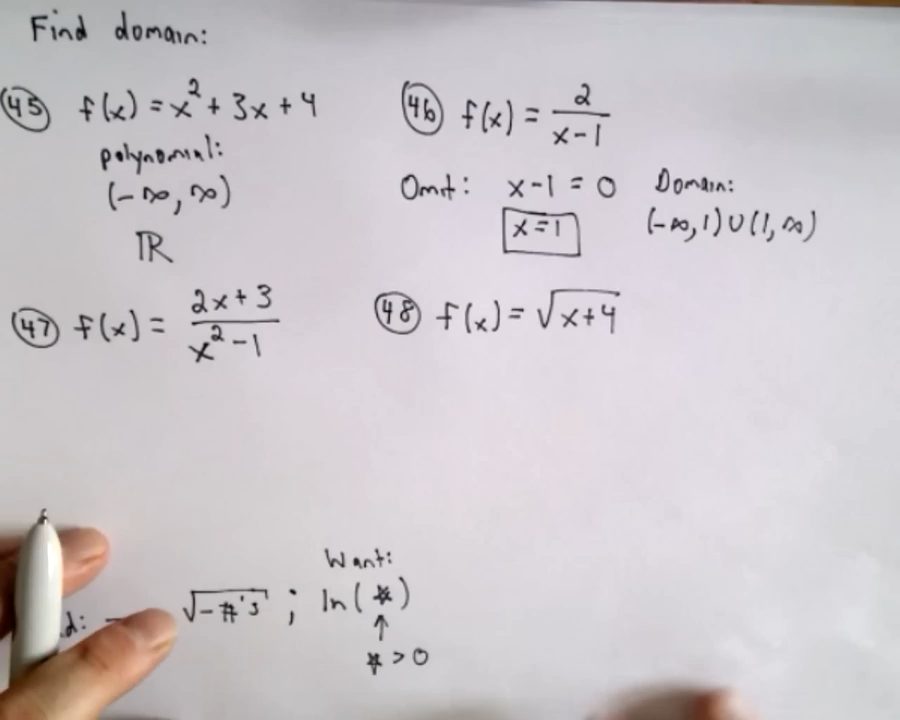 Find domain:
(45) f(x) = x² + 3x + 4
polynomial:
(-∞, ∞)
ℝ
(46) f(x) = 2/(x-1)
Omit: x-1 = 0
x=1
Domain:
(-∞, 1) ∪ (1, ∞)
(47) f(x) = (2x+3)/(x²-1)
(48) f(x) = √(x+4)
√(-#'s) ; ln(☆)
Want:
↑
☆ > 0